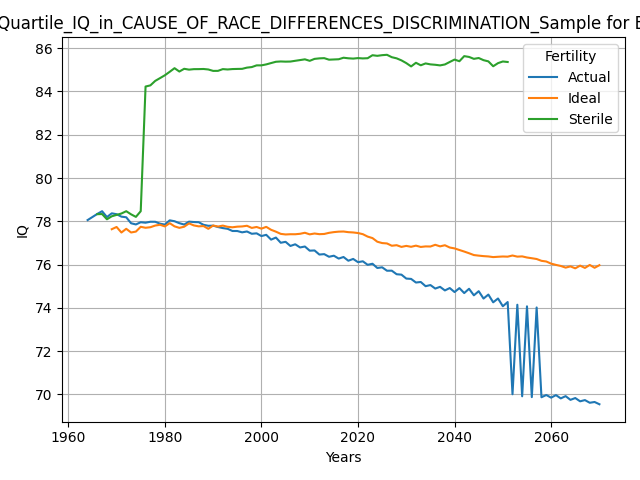 Quartile_IQ_in_CAUSE_OF_RACE_DIFFERENCES_DISCRIMINATION_Sample for
86
84
82
80
78
76
74
72
70
IQ
Fertility
Actual
Ideal
Sterile
1960
1980
2000
2020
2040
2060
Years